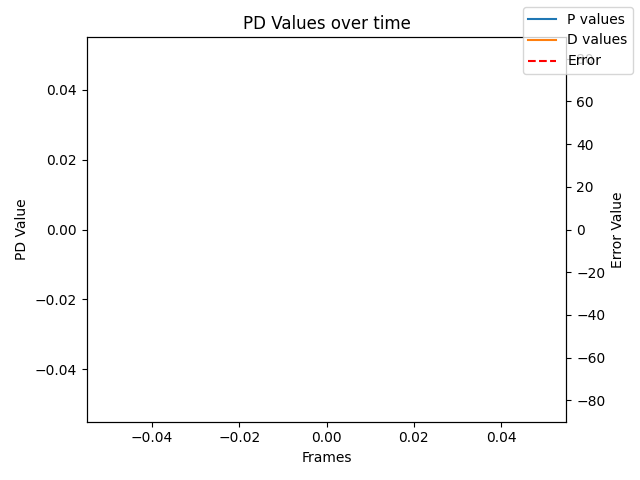 PD Values over time
P values
D values
Error
0.04
0.02
0.00
−0.02
−0.04
PD Value
80
60
40
20
0
−20
−40
−60
−80
Error Value
−0.04 −0.02 0.00 0.02 0.04
Frames